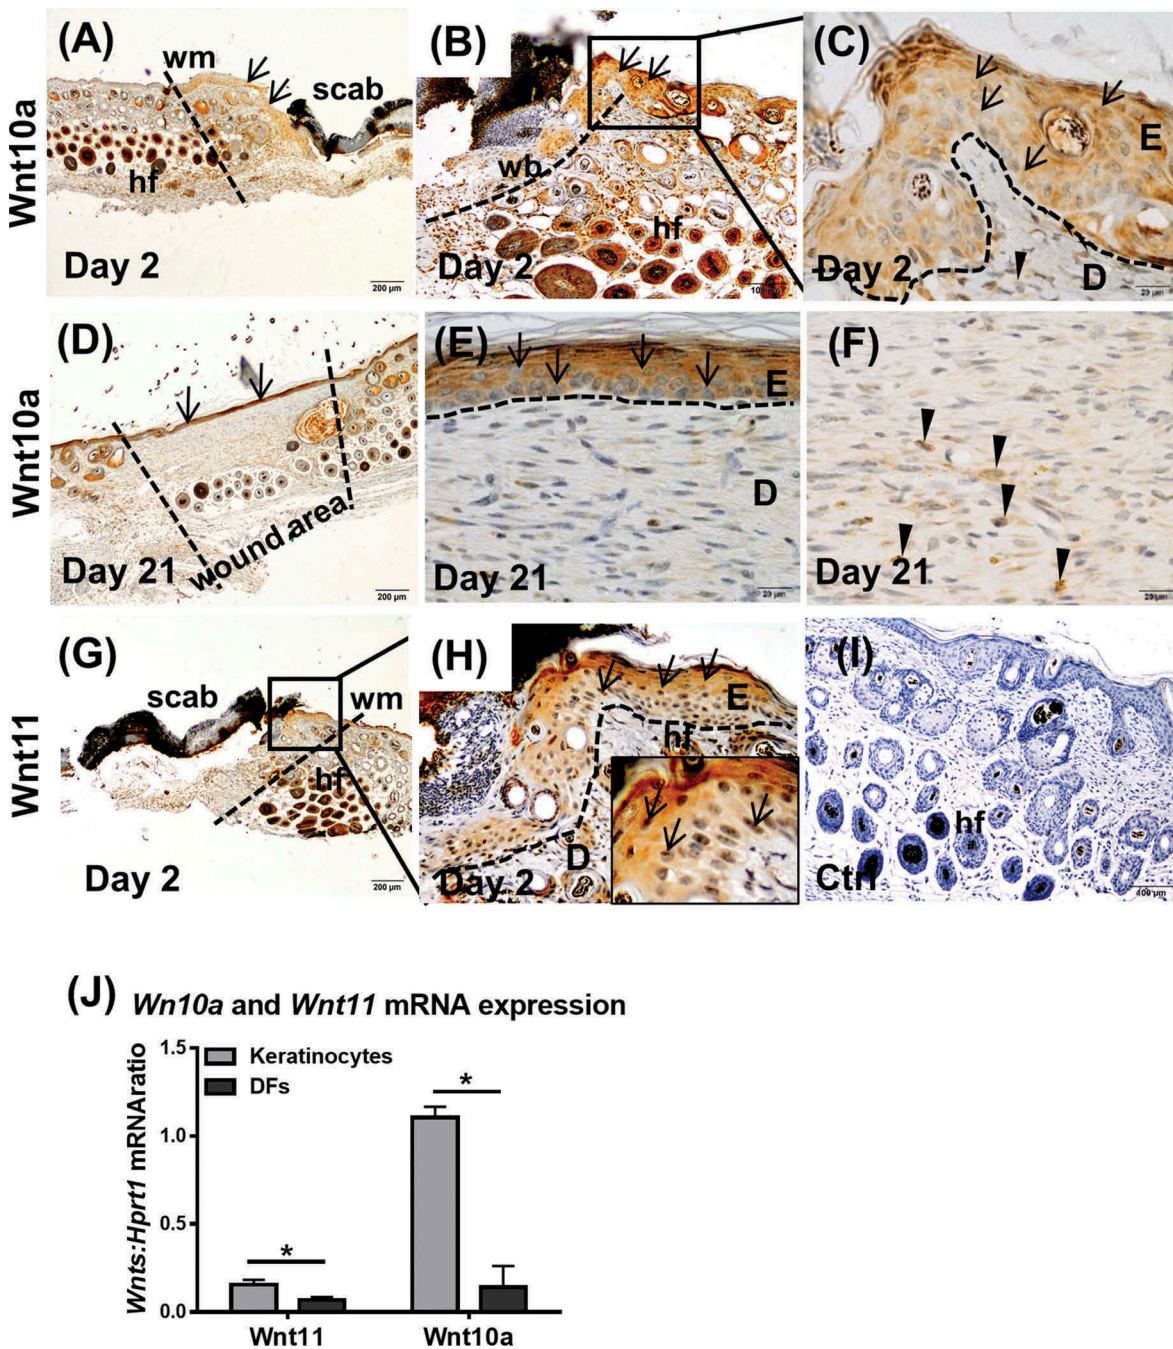 Wnt10a
(A)
wm
scab
hf
Day 2
200 µm
(B)
wb
hf
Day 2
100 µm
(C)
E
D
Day 2
Wnt10a
(D)
wound area
Day 21
200 µm
(E)
E
D
Day 21
(F)
Day 21
Wnt11
(G)
scab
wm
hf
Day 2
200 µm
(H)
E
hf
D
Day 2
(I)
hf
Ctrl
(J) Wn10a and Wnt11 mRNA expression
Wnts:Hprt1 mRNAratio
1.5
1.0
0.5
0.0
Keratinocytes
DFs
*
*
Wnt11
Wnt10a